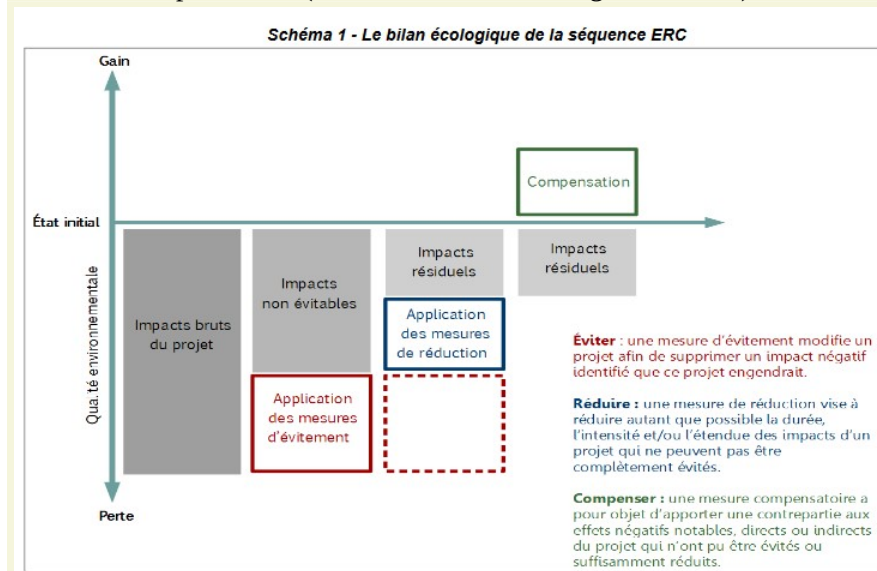 Schéma 1 - Le bilan écologique de la séquence ERC
Gain
Compensation
État initial
Impacts bruts
du projet
Impacts
non évitables
Impacts
résiduels
Impacts
résiduels
Application
des mesures
de réduction
Application
des mesures
d'évitement
Qua.té environnementale
Perte
Éviter : une mesure d'évitement modifie un
projet afin de supprimer un impact négatif
identifié que ce projet engendrait.
Réduire : une mesure de réduction vise à
réduire autant que possible la durée,
l'intensité et/ou l'étendue des impacts d'un
projet qui ne peuvent pas être
complètement évités.
Compenser : une mesure compensatoire a
pour objet d'apporter une contrepartie aux
effets négatifs notables, directs ou indirects
du projet qui n'ont pu être évités ou
suffisamment réduits.